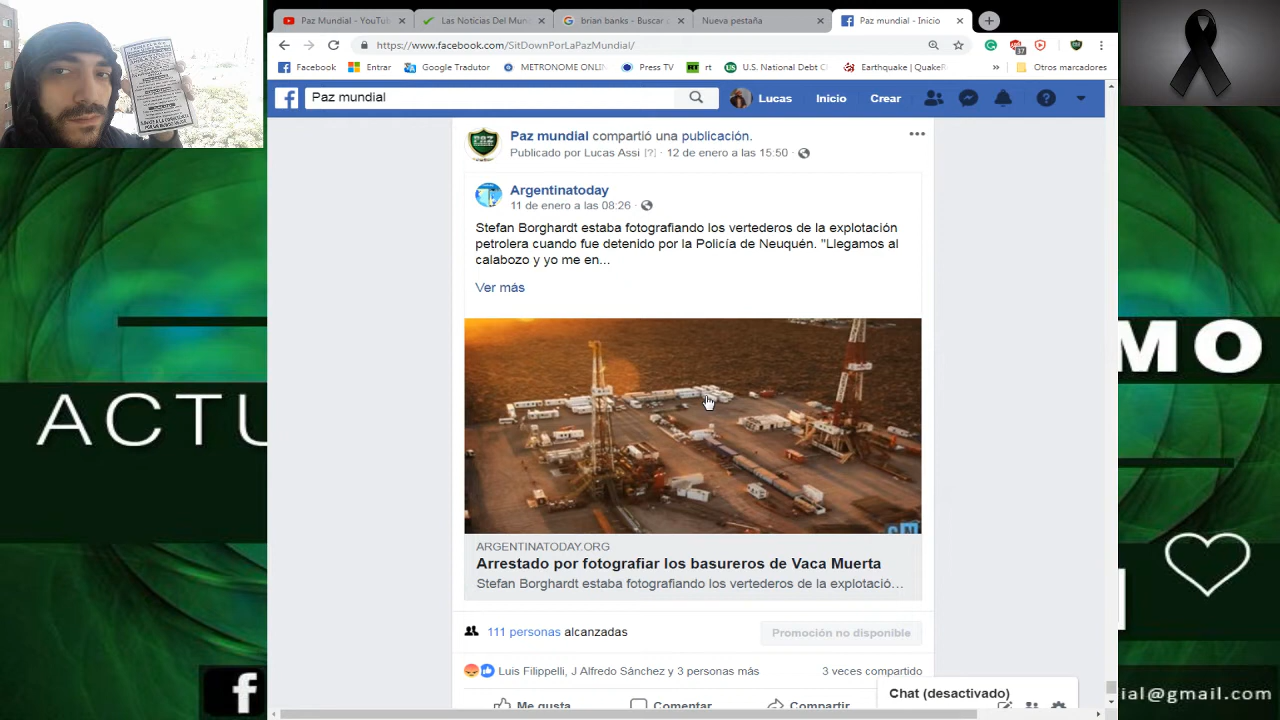 Paz Mundial - YouTub
Las Noticias Del Mun
brian banks - Buscar
Nueva pestaña
Paz mundial - Inicio
https://www.facebook.com/SitDownPorLaPazMundial/
Facebook
Entrar
Google Tradutor
METRONOME ONLIN
Press TV
rt
U.S. National Debt C
Earthquake | QuakeR
Otros marcadores
Paz mundial
Lucas
Inicio
Crear
Paz mundial compartió una publicación.
Publicado por Lucas Assi [?] · 12 de enero a las 15:50 ·
Argentinatoday
11 de enero a las 08:26 ·
Stefan Borghardt estaba fotografiando los vertederos de la explotación
petrolera cuando fue detenido por la Policía de Neuquén. "Llegamos al
calabozo y yo me en...
Ver más
ARGENTINATODAY.ORG
Arrestado por fotografiar los basureros de Vaca Muerta
Stefan Borghardt estaba fotografiando los vertederos de la explotació...
111 personas alcanzadas
Promoción no disponible
Luis Filippelli, J Alfredo Sánchez y 3 personas más
3 veces compartido
Me gusta
Comentar
Compartir
Chat (desactivado)
ACTU
MO
ial@gmail.com